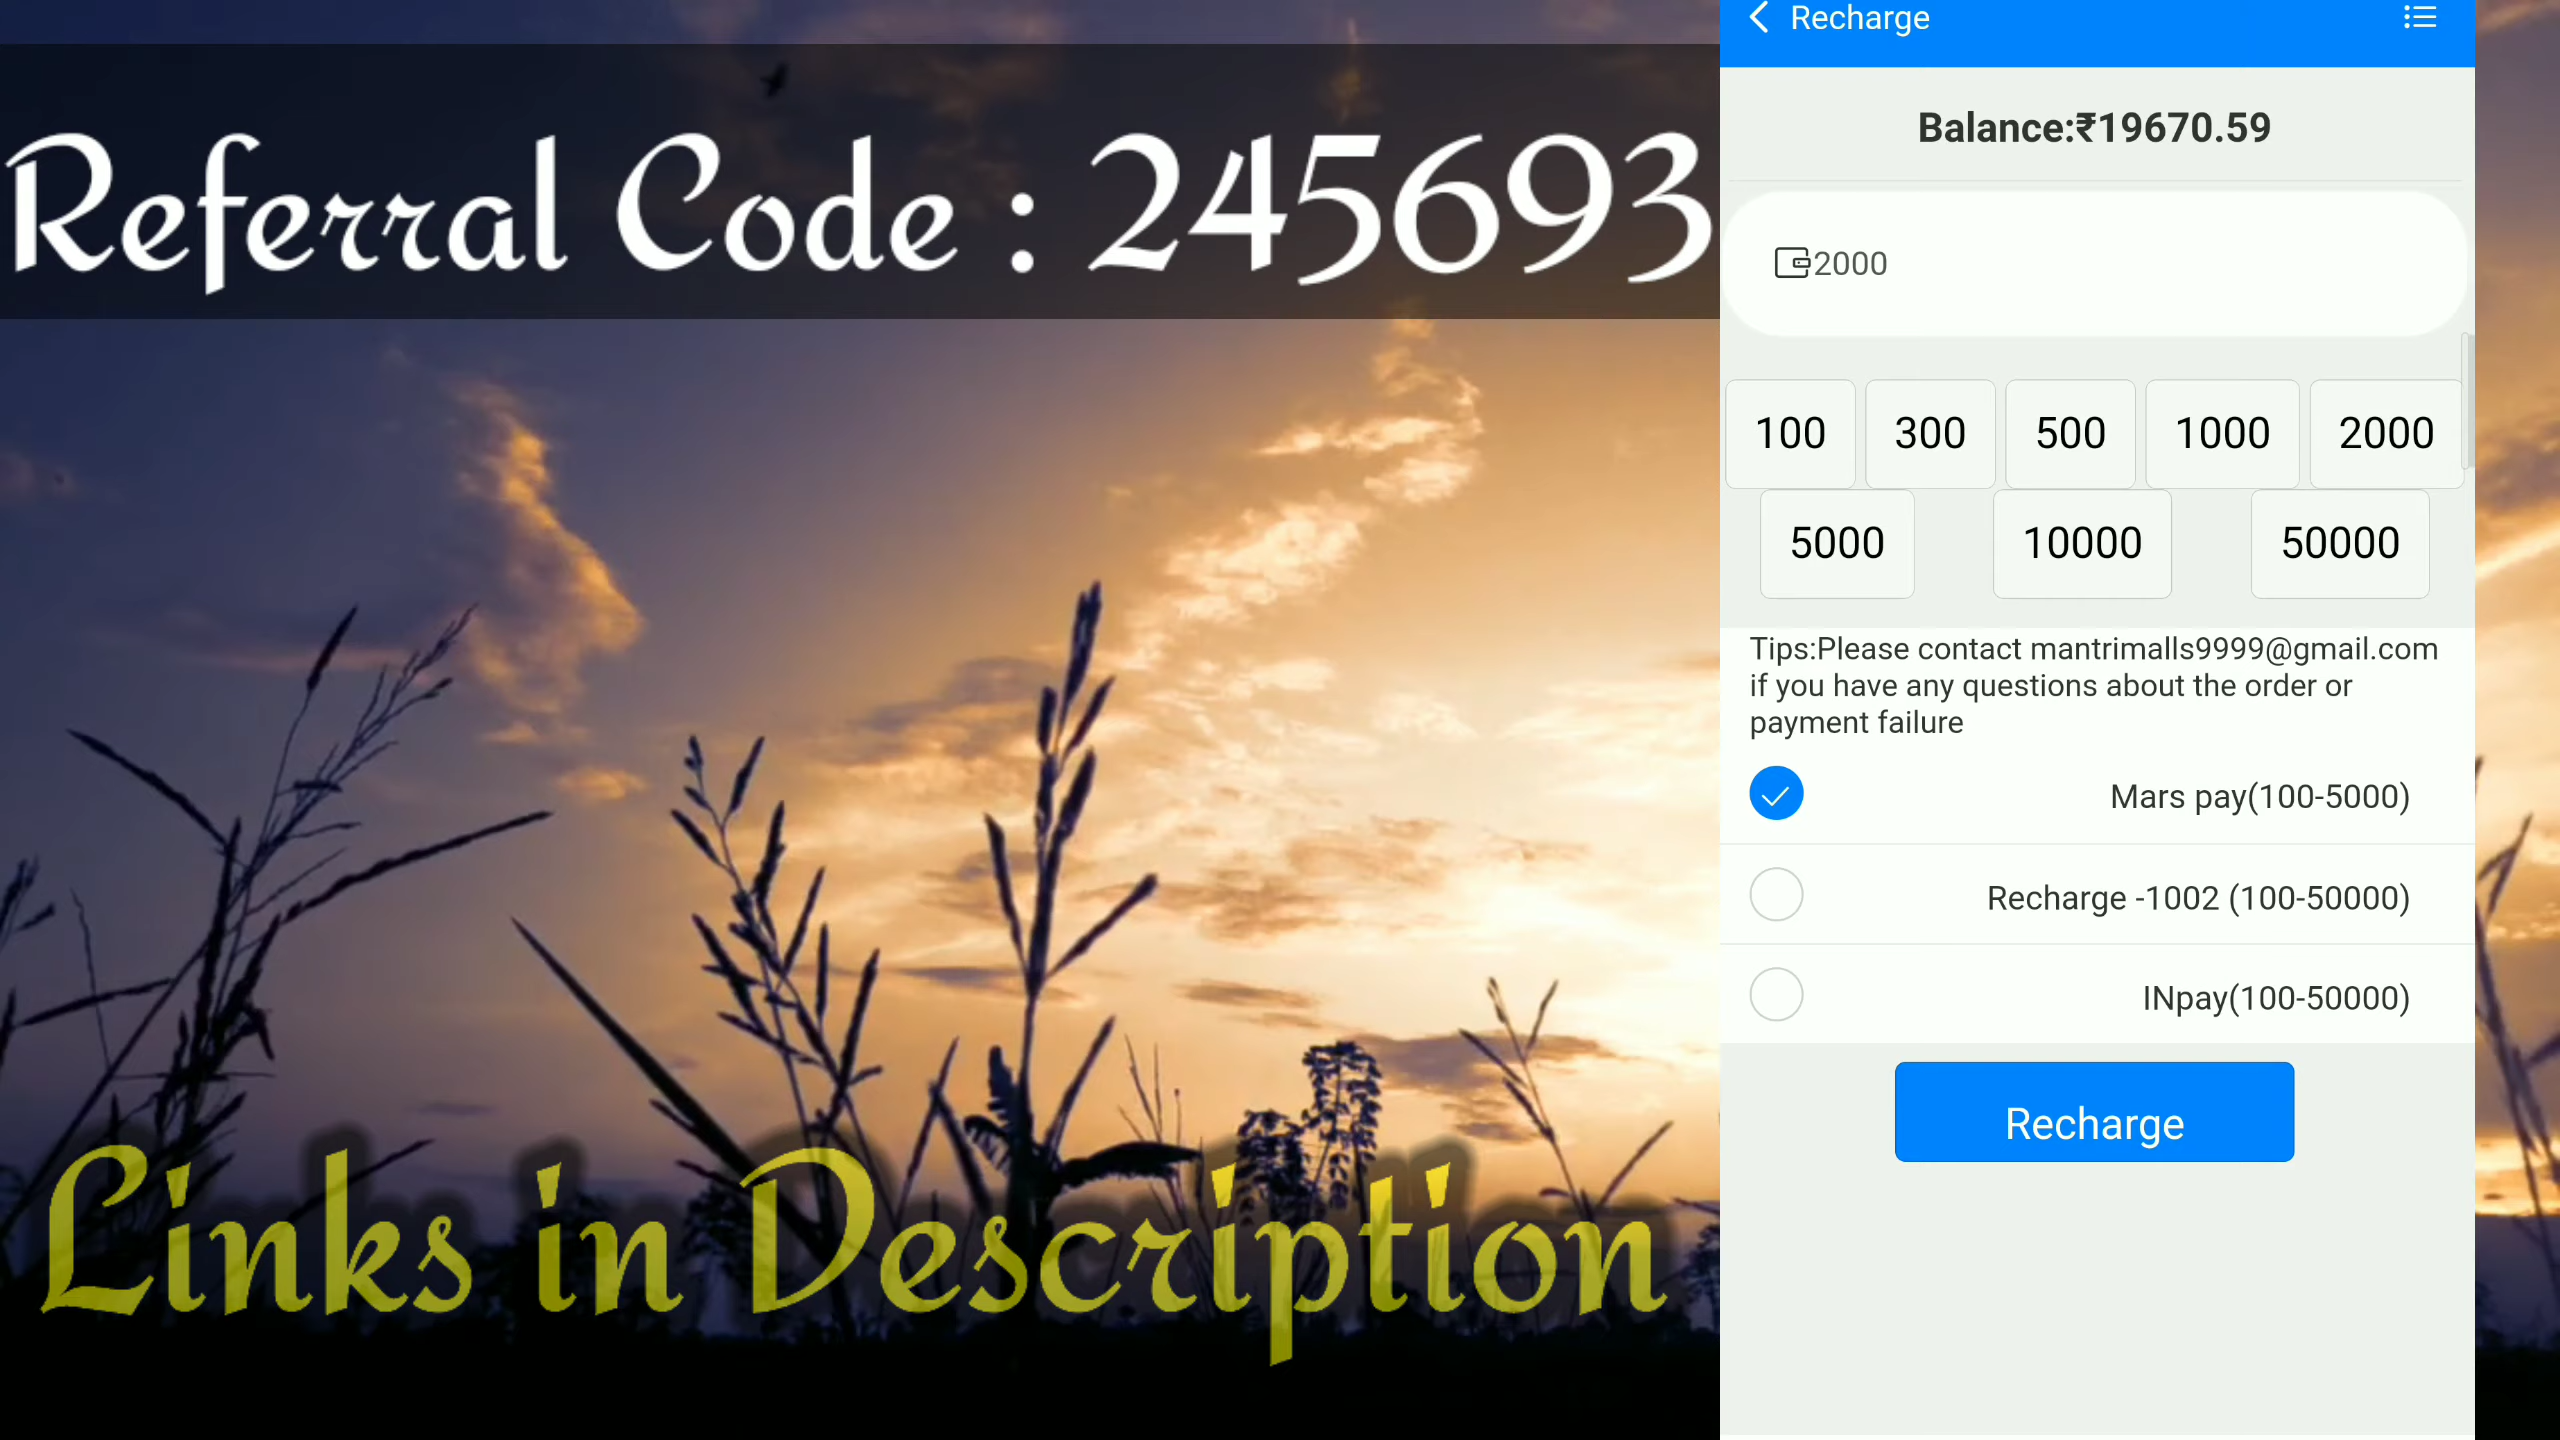 Referral Code : 245693
Links in Description
Recharge
Balance:₹19670.59
2000
100 300 500 1000 2000
5000 10000 50000
Tips:Please contact mantrimalls9999@gmail.com
if you have any questions about the order or
payment failure
Mars pay(100-5000)
Recharge -1002 (100-50000)
INpay(100-50000)
Recharge